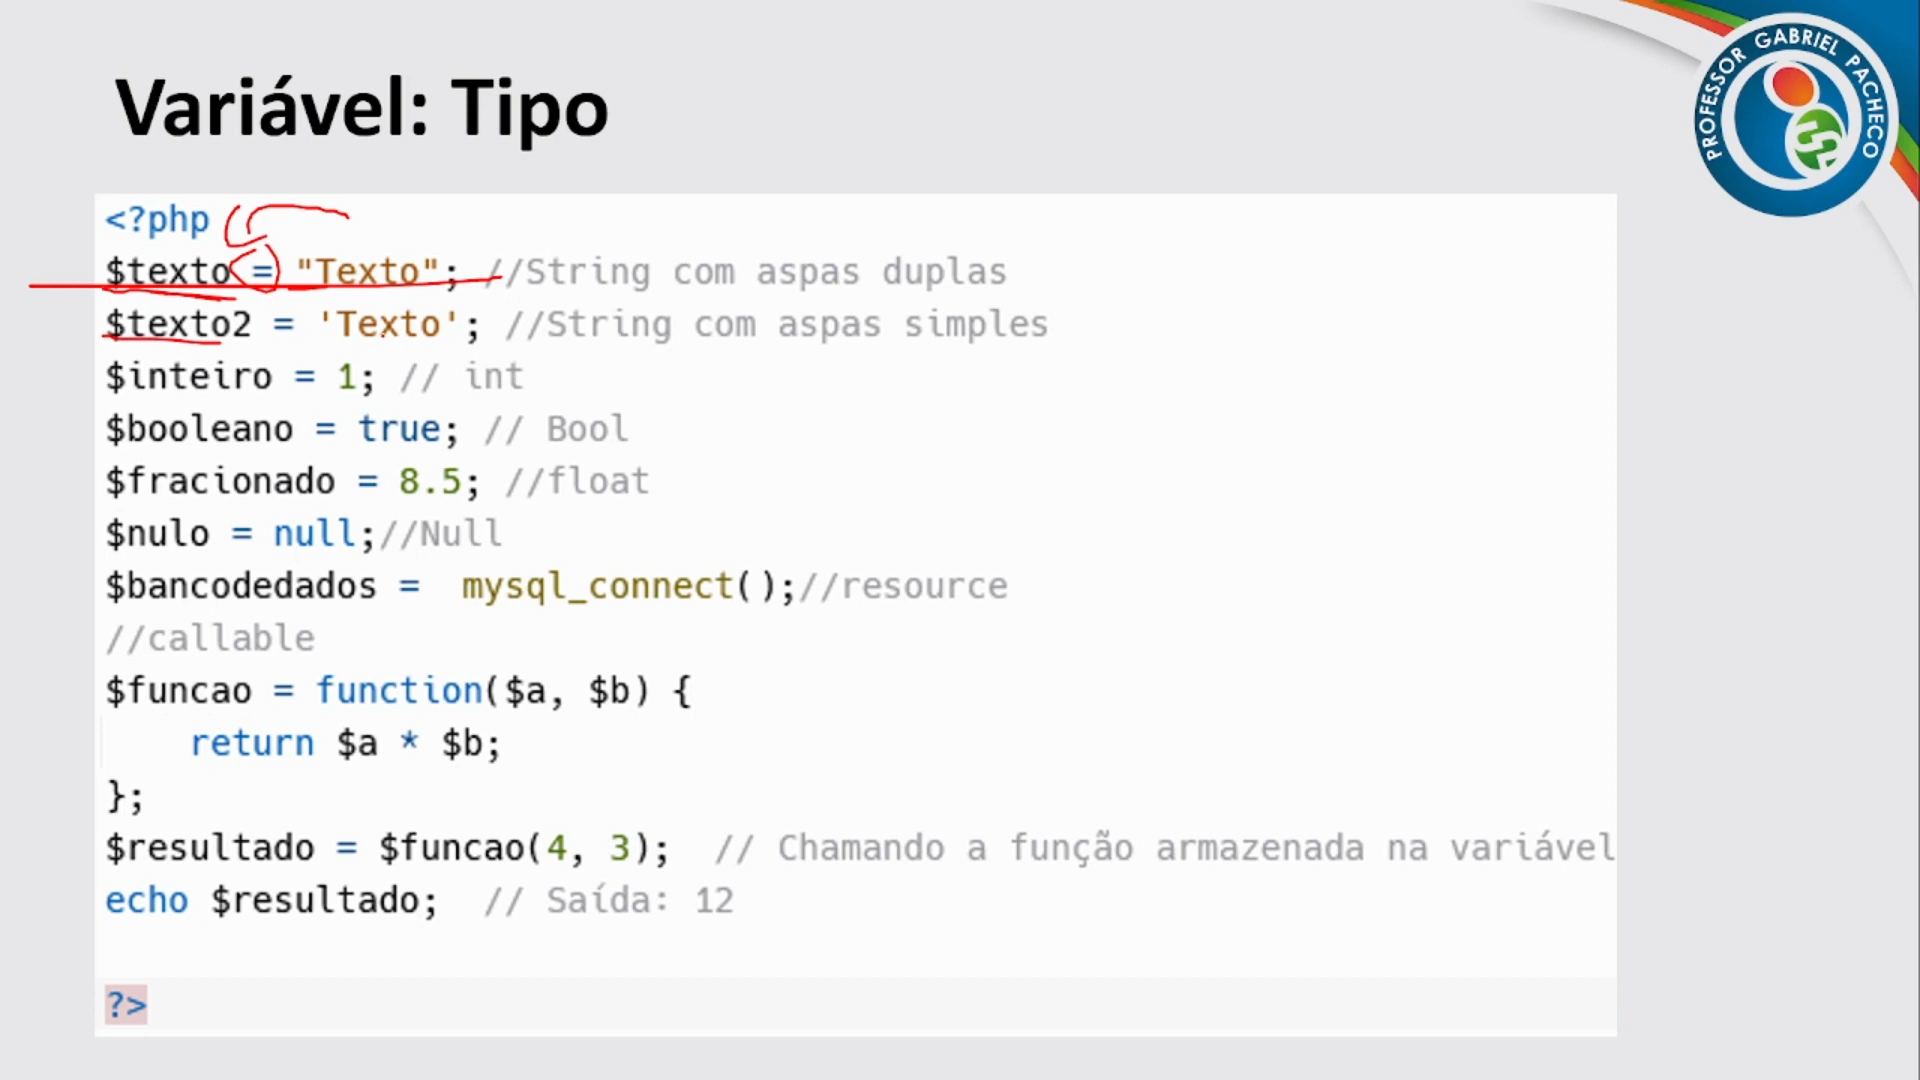 Variável: Tipo
PROFESSOR GABRIEL PACHECO
<?php
$texto = "Texto"; //String com aspas duplas
$texto2 = 'Texto'; //String com aspas simples
$inteiro = 1; // int
$booleano = true; // Bool
$fracionado = 8.5; //float
$nulo = null;//Null
$bancodedados =  mysql_connect();//resource
//callable
$funcao = function($a, $b) {
    return $a * $b;
};
$resultado = $funcao(4, 3);  // Chamando a função armazenada na variável
echo $resultado;  // Saída: 12
?>